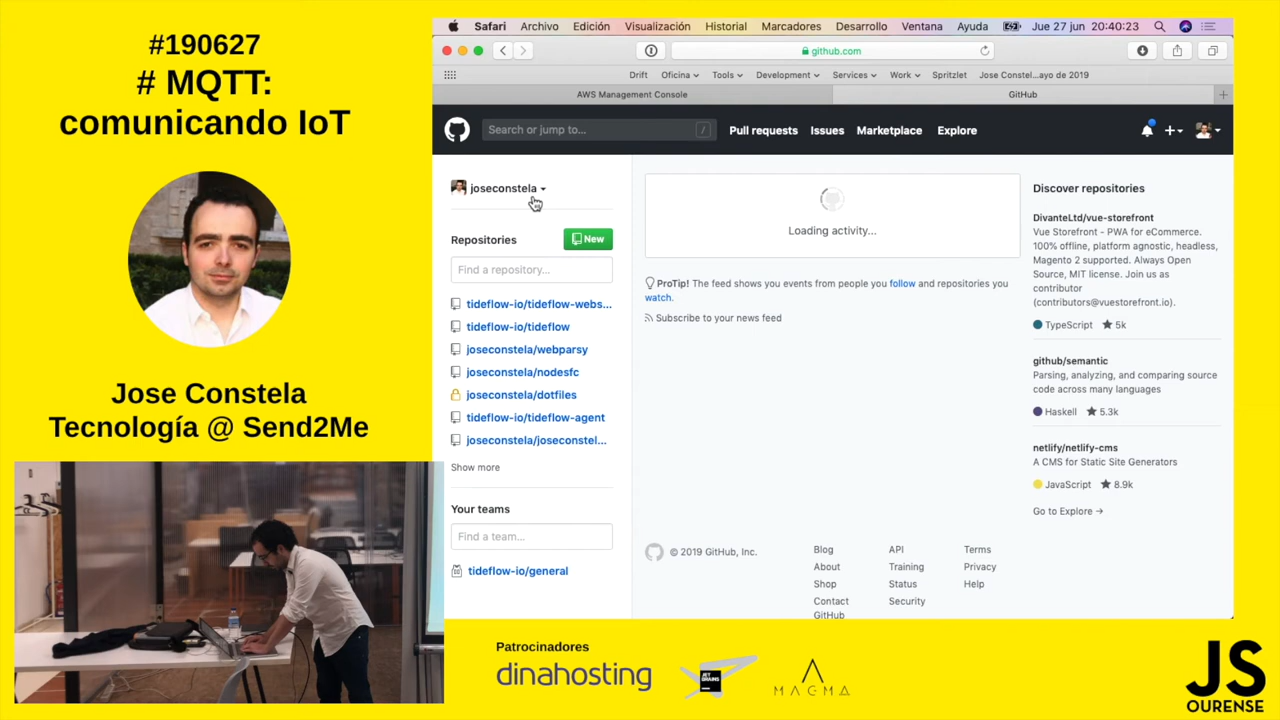 #190627
# MQTT:
comunicando IoT
Jose Constela
Tecnología @ Send2Me
Safari Archivo Edición Visualización Historial Marcadores Desarrollo Ventana Ayuda Jue 27 jun 20:40:23
github.com
Drift Oficina Tools Development Services Work Spritzlet Jose Constel...ayo de 2019
AWS Management Console
GitHub
Search or jump to... /
Pull requests Issues Marketplace Explore
joseconstela
Repositories
New
Find a repository...
tideflow-io/tideflow-webs...
tideflow-io/tideflow
joseconstela/webparsy
joseconstela/nodesfc
joseconstela/dotfiles
tideflow-io/tideflow-agent
joseconstela/joseconstel...
Show more
Your teams
Find a team...
tideflow-io/general
Loading activity...
ProTip! The feed shows you events from people you follow and repositories you
watch.
Subscribe to your news feed
© 2019 GitHub, Inc.
Blog
About
Shop
Contact
GitHub
API
Training
Status
Security
Terms
Privacy
Help
Discover repositories
DivanteLtd/vue-storefront
Vue Storefront - PWA for eCommerce.
100% offline, platform agnostic, headless,
Magento 2 supported. Always Open
Source, MIT license. Join us as
contributor
(contributors@vuestorefront.io).
TypeScript 5k
github/semantic
Parsing, analyzing, and comparing source
code across many languages
Haskell 5.3k
netlify/netlify-cms
A CMS for Static Site Generators
JavaScript 8.9k
Go to Explore →
Patrocinadores
dinahosting
JET
BRAINS
MAGMA
JS
OURENSE